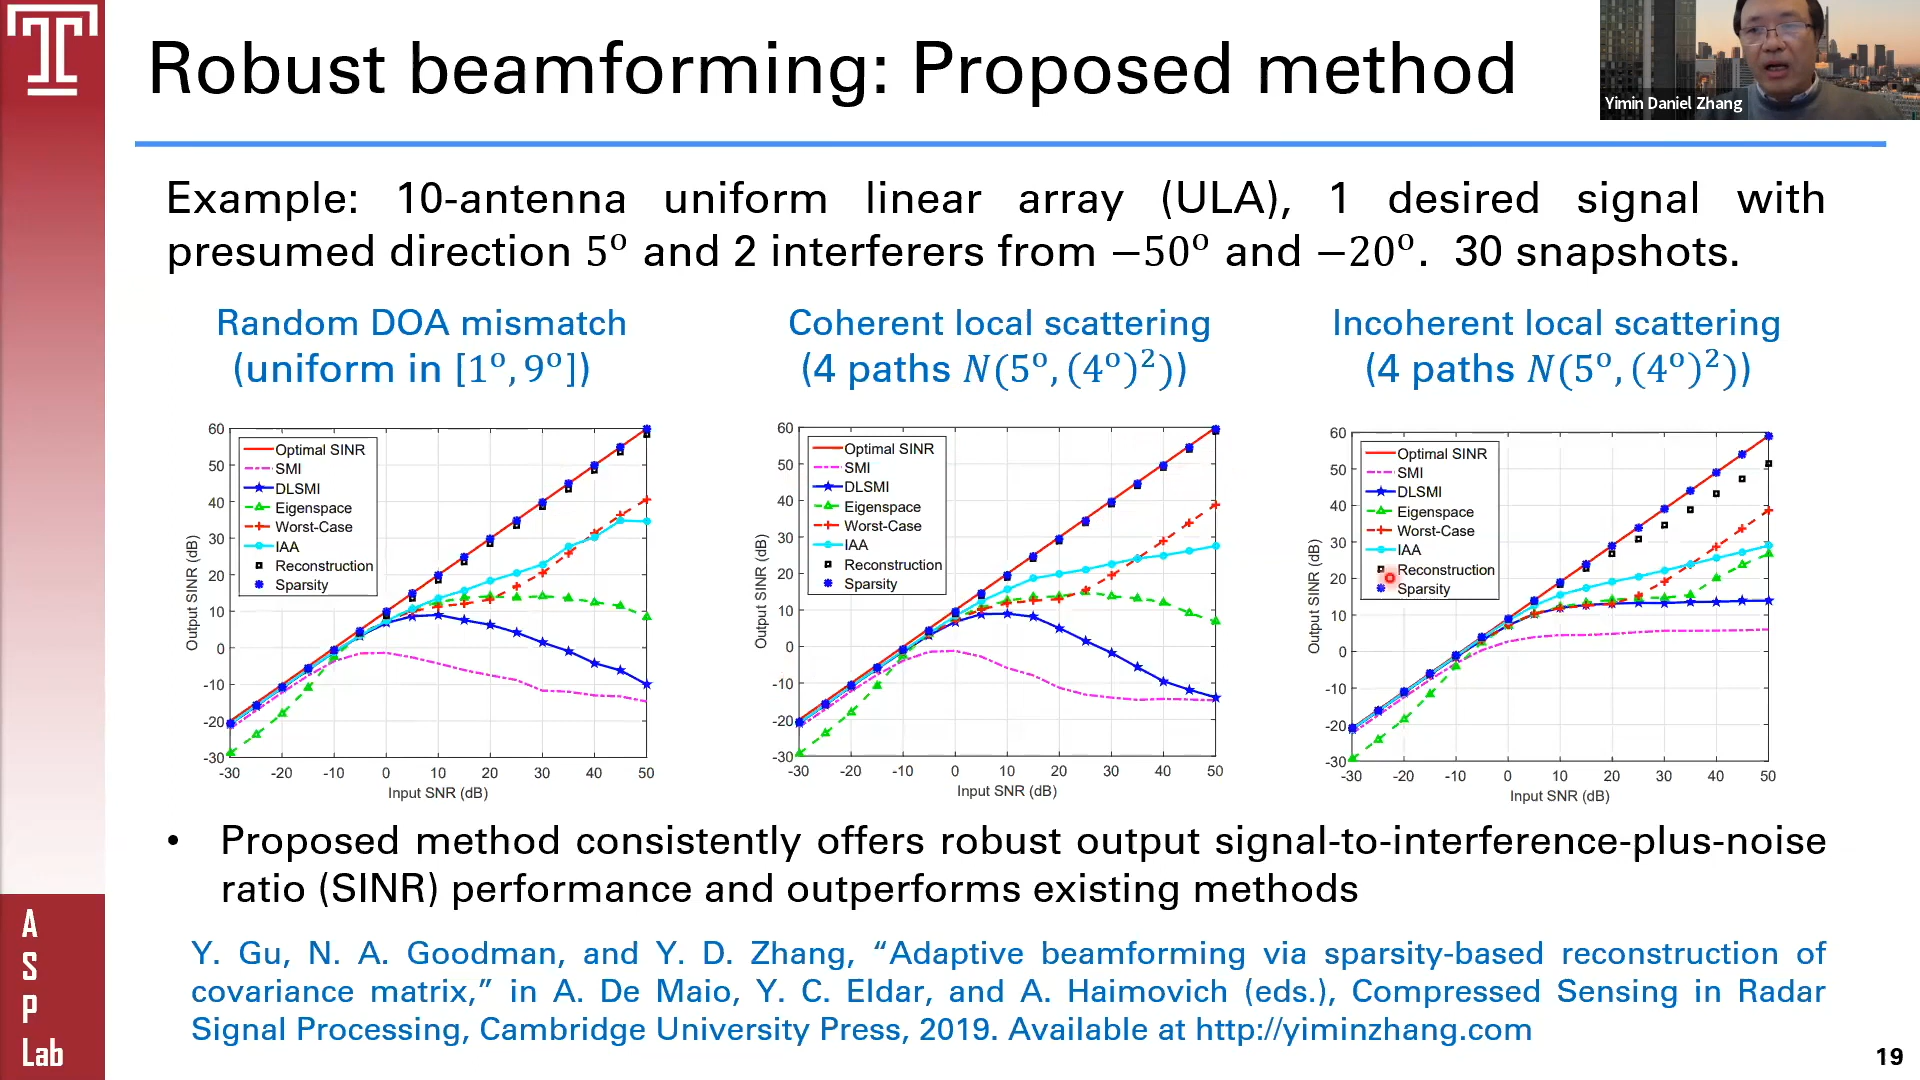 Robust beamforming: Proposed method
Yimin Daniel Zhang
Example: 10-antenna uniform linear array (ULA), 1 desired signal with
presumed direction 5° and 2 interferers from −50° and −20°. 30 snapshots.
Random DOA mismatch
(uniform in [1°, 9°])
60
50
40
30
20
10
0
-10
-20
-30
Output SINR (dB)
Optimal SINR
SMI
DLSMI
Eigenspace
Worst-Case
IAA
Reconstruction
Sparsity
-30 -20 -10 0 10 20 30 40 50
Input SNR (dB)
Coherent local scattering
(4 paths N(5°, (4°)²))
60
50
40
30
20
10
0
-10
-20
-30
Output SINR (dB)
Optimal SINR
SMI
DLSMI
Eigenspace
Worst-Case
IAA
Reconstruction
Sparsity
-30 -20 -10 0 10 20 30 40 50
Input SNR (dB)
Incoherent local scattering
(4 paths N(5°, (4°)²))
60
50
40
30
20
10
0
-10
-20
-30
Output SINR (dB)
Optimal SINR
SMI
DLSMI
Eigenspace
Worst-Case
IAA
Reconstruction
Sparsity
-30 -20 -10 0 10 20 30 40 50
Input SNR (dB)
• Proposed method consistently offers robust output signal-to-interference-plus-noise
ratio (SINR) performance and outperforms existing methods
Y. Gu, N. A. Goodman, and Y. D. Zhang, “Adaptive beamforming via sparsity-based reconstruction of
covariance matrix,” in A. De Maio, Y. C. Eldar, and A. Haimovich (eds.), Compressed Sensing in Radar
Signal Processing, Cambridge University Press, 2019. Available at http://yiminzhang.com
A
S
P
Lab
19